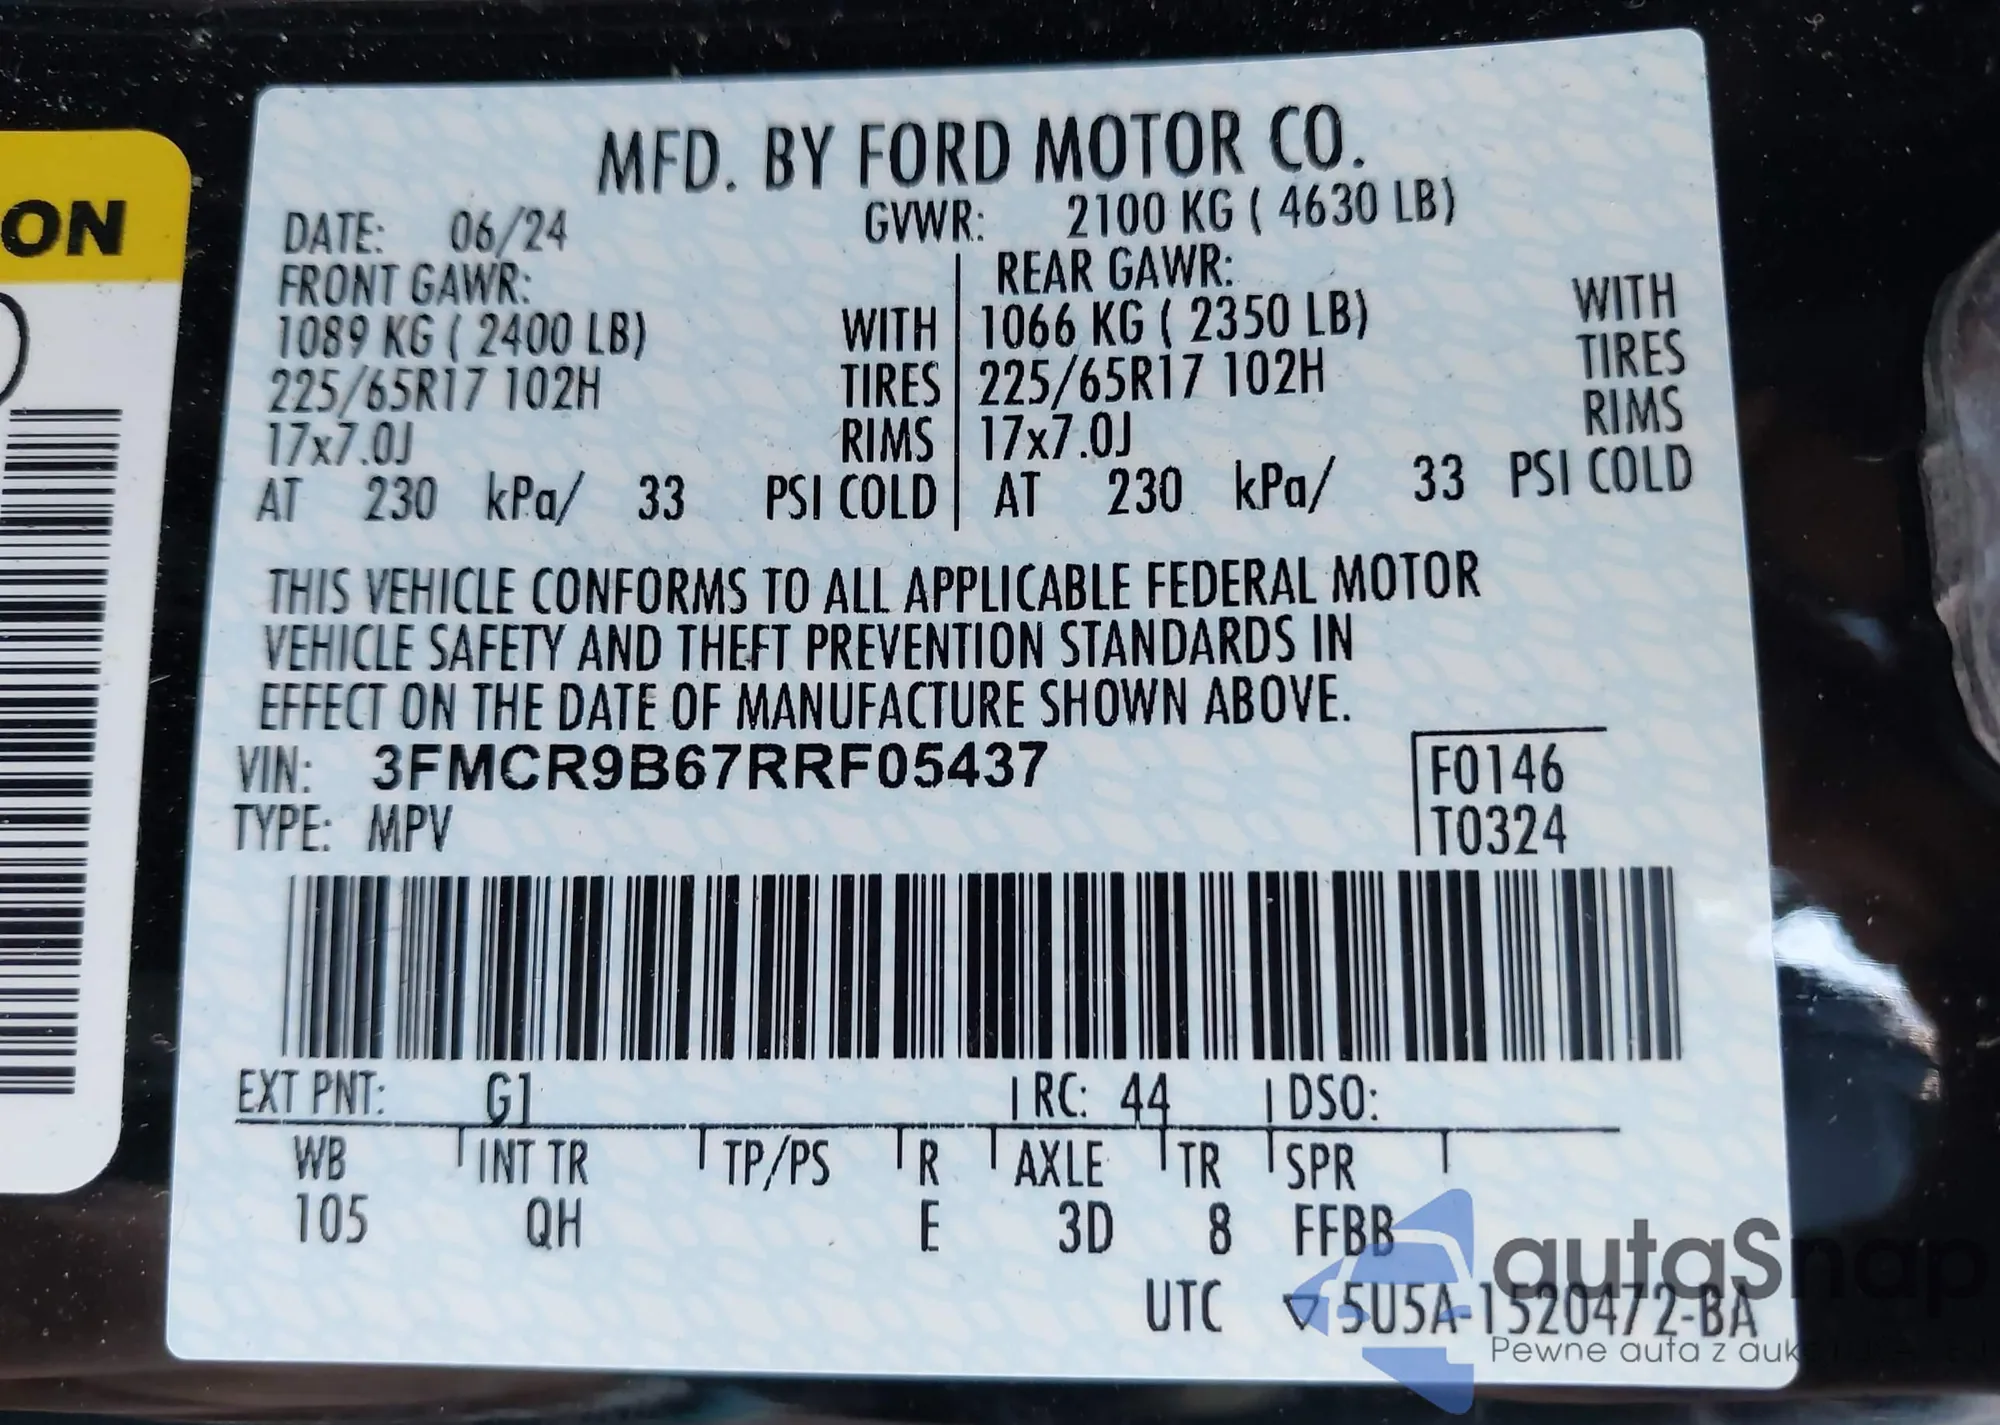 ON
MFD. BY FORD MOTOR CO.
DATE: 06/24 GVWR: 2100 KG ( 4630 LB)
FRONT GAWR: REAR GAWR:
1089 KG ( 2400 LB) WITH 1066 KG ( 2350 LB) WITH
225/65R17 102H TIRES 225/65R17 102H TIRES
17x7.0J RIMS 17x7.0J RIMS
AT 230 kPa/ 33 PSI COLD AT 230 kPa/ 33 PSI COLD
THIS VEHICLE CONFORMS TO ALL APPLICABLE FEDERAL MOTOR
VEHICLE SAFETY AND THEFT PREVENTION STANDARDS IN
EFFECT ON THE DATE OF MANUFACTURE SHOWN ABOVE.
VIN: 3FMCR9B67RRF05437 F0146
TYPE: MPV T0324
EXT PNT: G1 RC: 44 DSO:
WB INT TR TP/PS R AXLE TR SPR
105 QH E 3D 8 FFBB
UTC 5U5A-1520472-BA
autaSnap
Pewne auta z